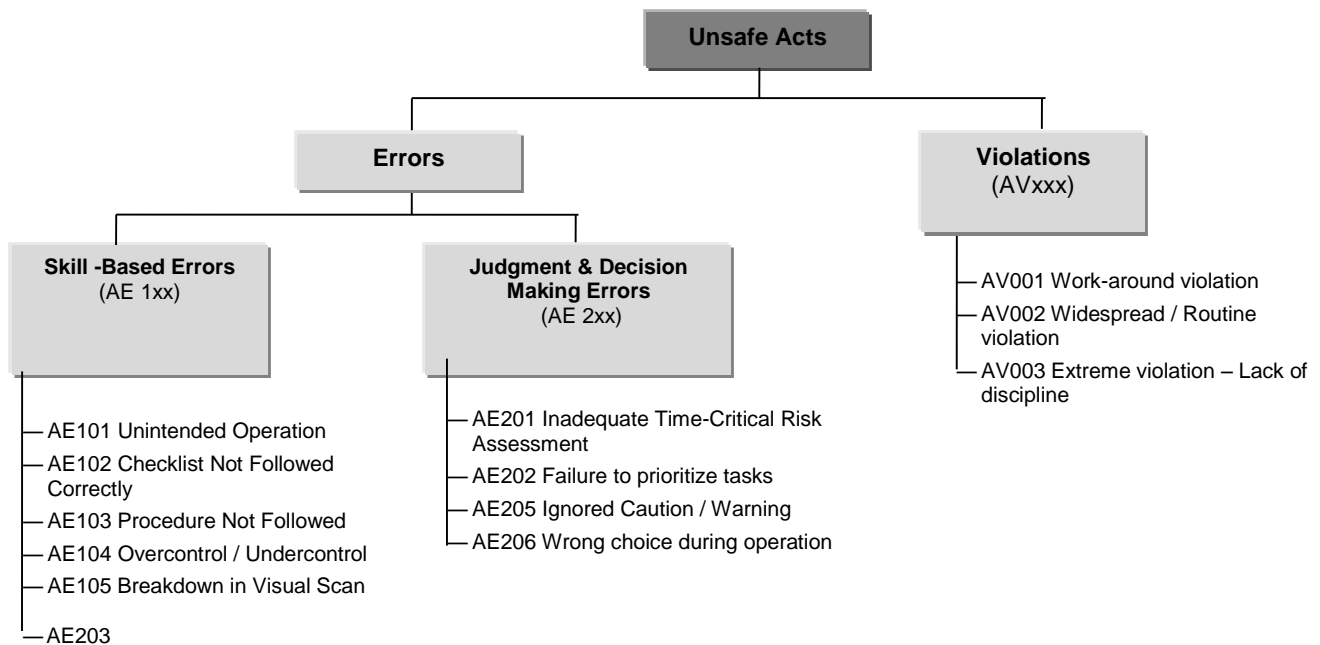 Unsafe Acts
Errors
Violations
(AVxxx)
Skill -Based Errors
(AE 1xx)
Judgment & Decision
Making Errors
(AE 2xx)
AV001 Work-around violation
AV002 Widespread / Routine
violation
AV003 Extreme violation – Lack of
discipline
AE101 Unintended Operation
AE102 Checklist Not Followed
Correctly
AE103 Procedure Not Followed
AE104 Overcontrol / Undercontrol
AE105 Breakdown in Visual Scan
AE203
AE201 Inadequate Time-Critical Risk
Assessment
AE202 Failure to prioritize tasks
AE205 Ignored Caution / Warning
AE206 Wrong choice during operation